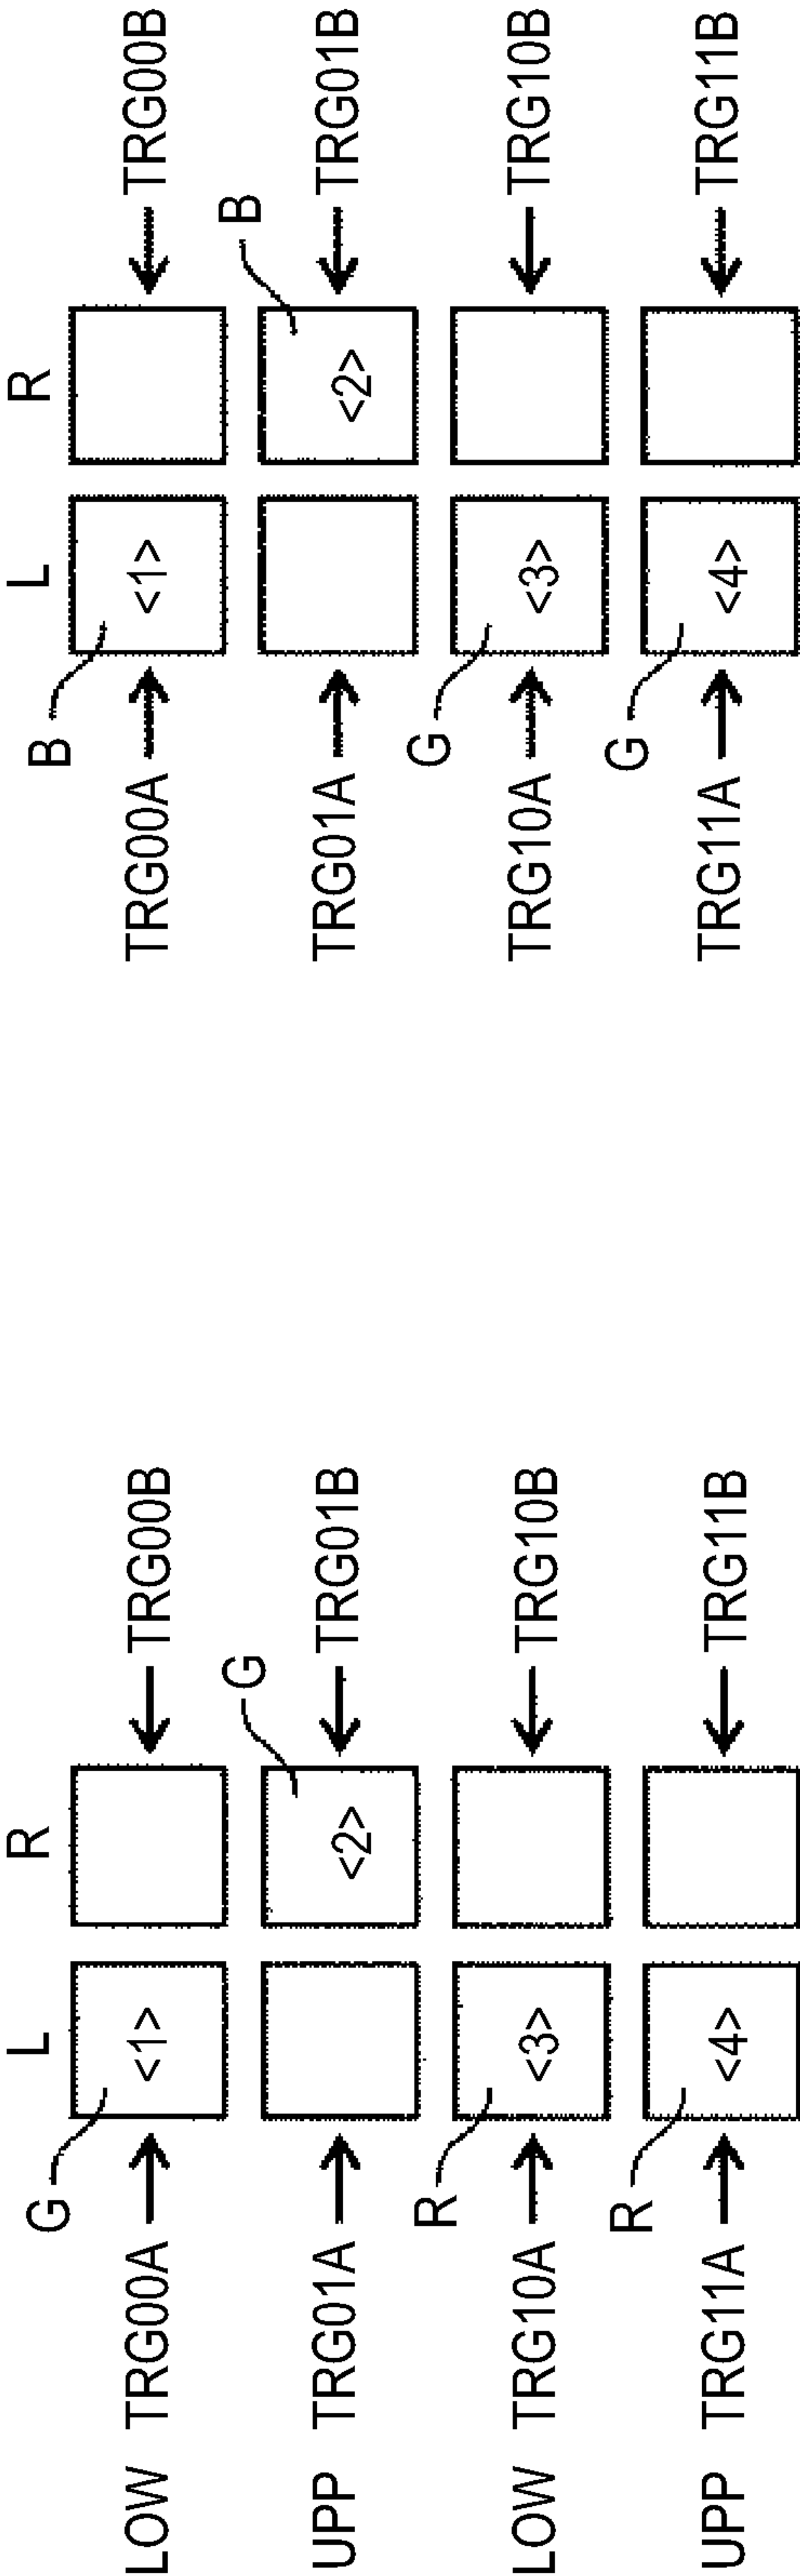 L R L R
G B
LOW TRG00A <1> TRG00B TRG00A <1> TRG00B
G B
UPP TRG01A <2> TRG01B TRG01A <2> TRG01B
R G
LOW TRG10A <3> TRG10B TRG10A <3> TRG10B
R G
UPP TRG11A <4> TRG11B TRG11A <4> TRG11B